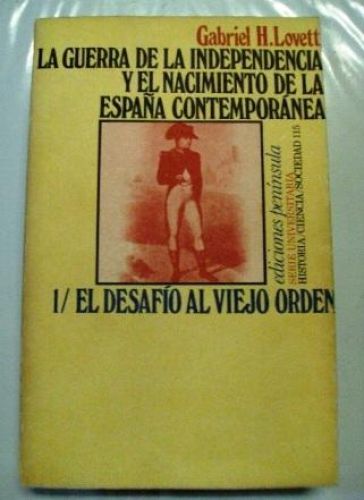 Gabriel H. Lovett
LA GUERRA DE LA INDEPENDENCIA
Y EL NACIMIENTO DE LA
ESPAÑA CONTEMPORÁNEA
ediciones península
SERIE UNIVERSITARIA
HISTORIA/CIENCIA/SOCIEDAD 115
1/ EL DESAFÍO AL VIEJO ORDEN